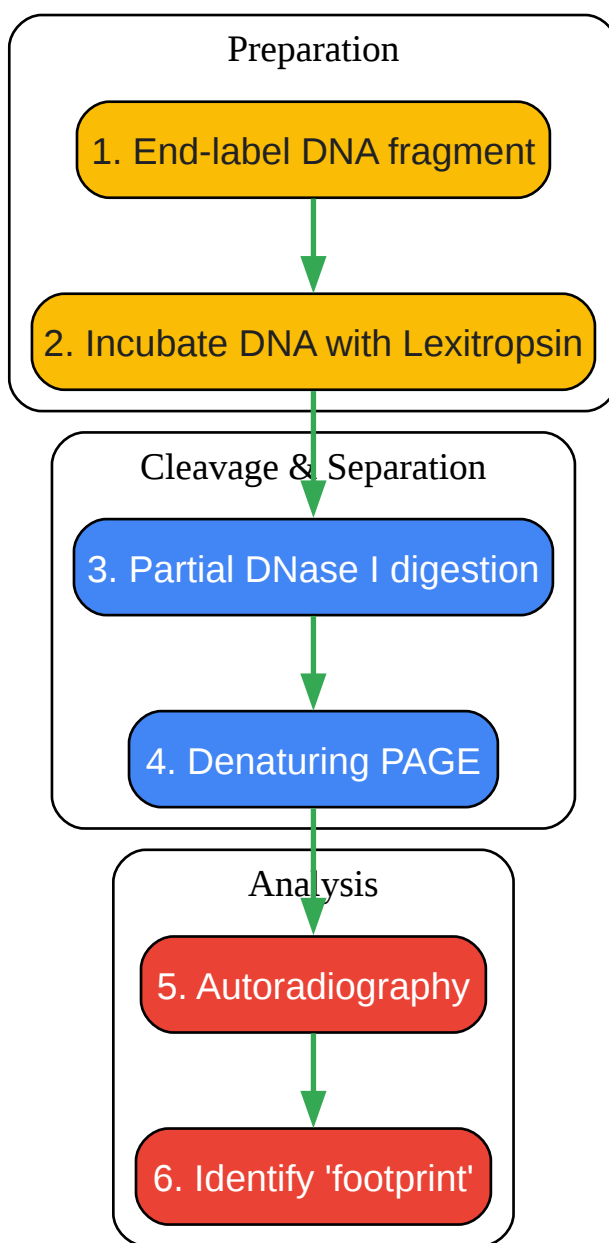 Preparation
1. End-label DNA fragment
2. Incubate DNA with Lexitropsin
Cleavage & Separation
3. Partial DNase I digestion
4. Denaturing PAGE
Analysis
5. Autoradiography
6. Identify 'footprint'